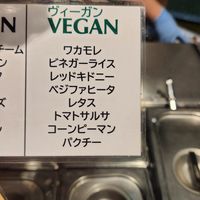 ヴィーガン
VEGAN
ワカモレ
ビネガーライス
レッドキドニー
ベジファヒータ
レタス
トマトサルサ
コーンピーマン
パクチー